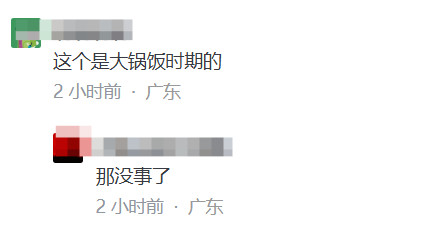 这个是大锅饭时期的
2 小时前 · 广东
那没事了
2 小时前 · 广东